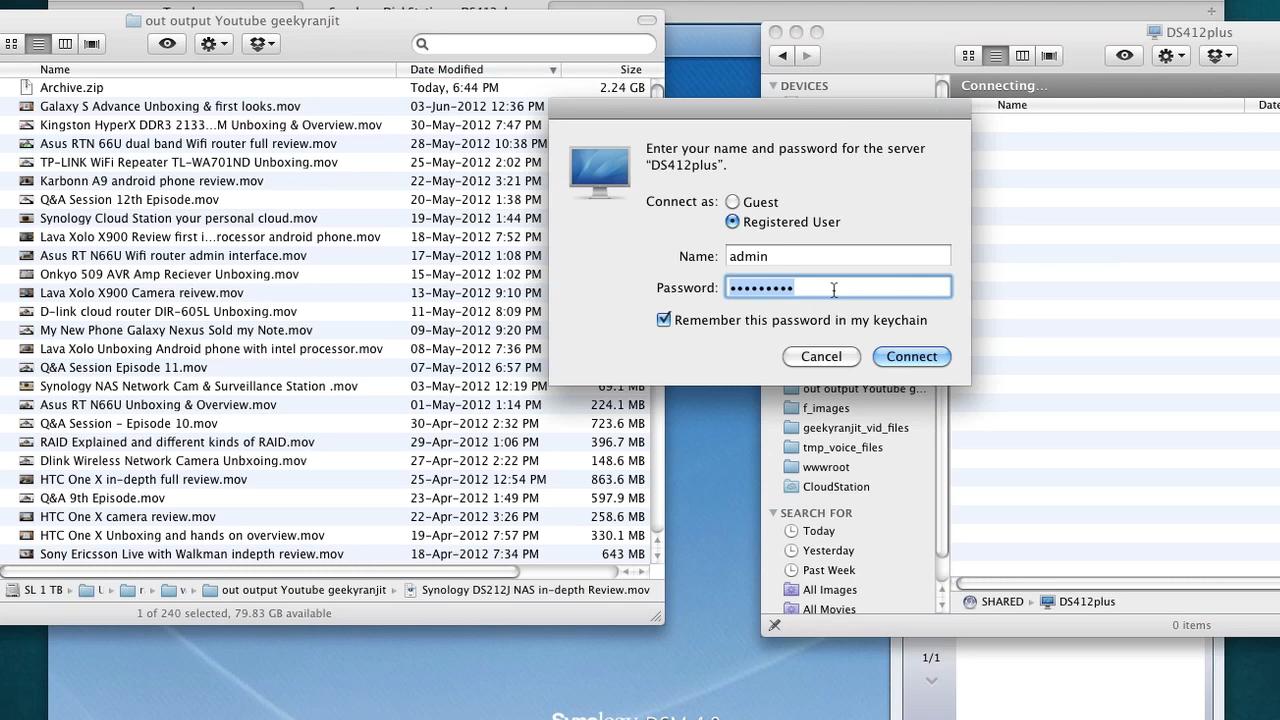 out output Youtube geekyranjit
Name Date Modified Size
Archive.zip Today, 6:44 PM 2.24 GB
Galaxy S Advance Unboxing & first looks.mov 03-Jun-2012 12:36 PM
Kingston HyperX DDR3 2133...M Unboxing & Overview.mov 30-May-2012 7:47 PM
Asus RTN 66U dual band Wifi router full review.mov 28-May-2012 10:38 PM
TP-LINK WiFi Repeater TL-WA701ND Unboxing.mov 25-May-2012 2:02 PM
Karbonn A9 android phone review.mov 22-May-2012 3:21 PM
Q&A Session 12th Episode.mov 20-May-2012 1:38 PM
Synology Cloud Station your personal cloud.mov 19-May-2012 1:44 PM
Lava Xolo X900 Review first i...rocessor android phone.mov 18-May-2012 7:52 PM
Asus RT N66U Wifi router admin interface.mov 17-May-2012 1:08 PM
Onkyo 509 AVR Amp Reciever Unboxing.mov 15-May-2012 1:02 PM
Lava Xolo X900 Camera reivew.mov 13-May-2012 9:10 PM
D-link cloud router DIR-605L Unboxing.mov 11-May-2012 8:09 PM
My New Phone Galaxy Nexus Sold my Note.mov 09-May-2012 9:20 PM
Lava Xolo Unboxing Android phone with intel processor.mov 08-May-2012 7:36 PM
Q&A Session Episode 11.mov 07-May-2012 6:57 PM
Synology NAS Network Cam & Surveillance Station .mov 03-May-2012 12:19 PM 69.1 MB
Asus RT N66U Unboxing & Overview.mov 01-May-2012 1:14 PM 224.1 MB
Q&A Session - Episode 10.mov 30-Apr-2012 2:32 PM 723.6 MB
RAID Explained and different kinds of RAID.mov 29-Apr-2012 1:06 PM 396.7 MB
Dlink Wireless Network Camera Unbxoing.mov 27-Apr-2012 2:22 PM 148.6 MB
HTC One X in-depth full review.mov 25-Apr-2012 12:54 PM 863.6 MB
Q&A 9th Episode.mov 23-Apr-2012 1:49 PM 597.9 MB
HTC One X camera review.mov 22-Apr-2012 3:26 PM 258.6 MB
HTC One X Unboxing and hands on overview.mov 19-Apr-2012 7:57 PM 330.1 MB
Sony Ericsson Live with Walkman indepth review.mov 18-Apr-2012 7:34 PM 643 MB
SL 1 TB out output Youtube geekyranjit Synology DS212J NAS in-depth Review.mov
1 of 240 selected, 79.83 GB available
Enter your name and password for the server
“DS412plus”.
Connect as: Guest
Registered User
Name: admin
Password: •••••••••
Remember this password in my keychain
Cancel Connect
DS412plus
DEVICES Connecting...
Name Date
out output Youtube g...
f_images
geekyranjit_vid_files
tmp_voice_files
wwwroot
CloudStation
SEARCH FOR
Today
Yesterday
Past Week
All Images
All Movies
SHARED DS412plus
0 items
1/1